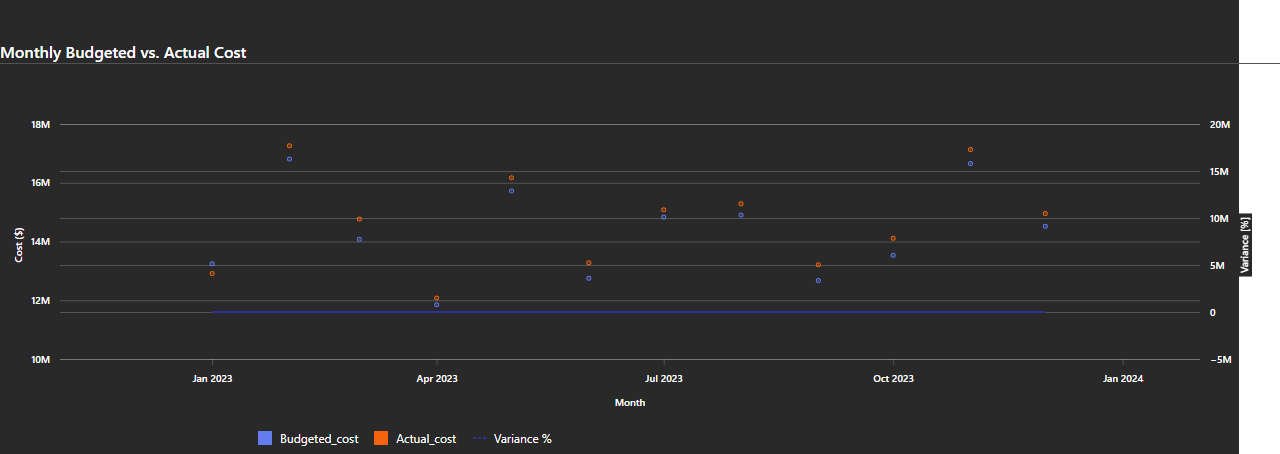 Monthly Budgeted vs. Actual Cost
18M
16M
14M
12M
10M
Cost ($)
20M
15M
10M
5M
0
−5M
Variance [%]
Jan 2023
Apr 2023
Jul 2023
Oct 2023
Jan 2024
Month
Budgeted_cost
Actual_cost
Variance %